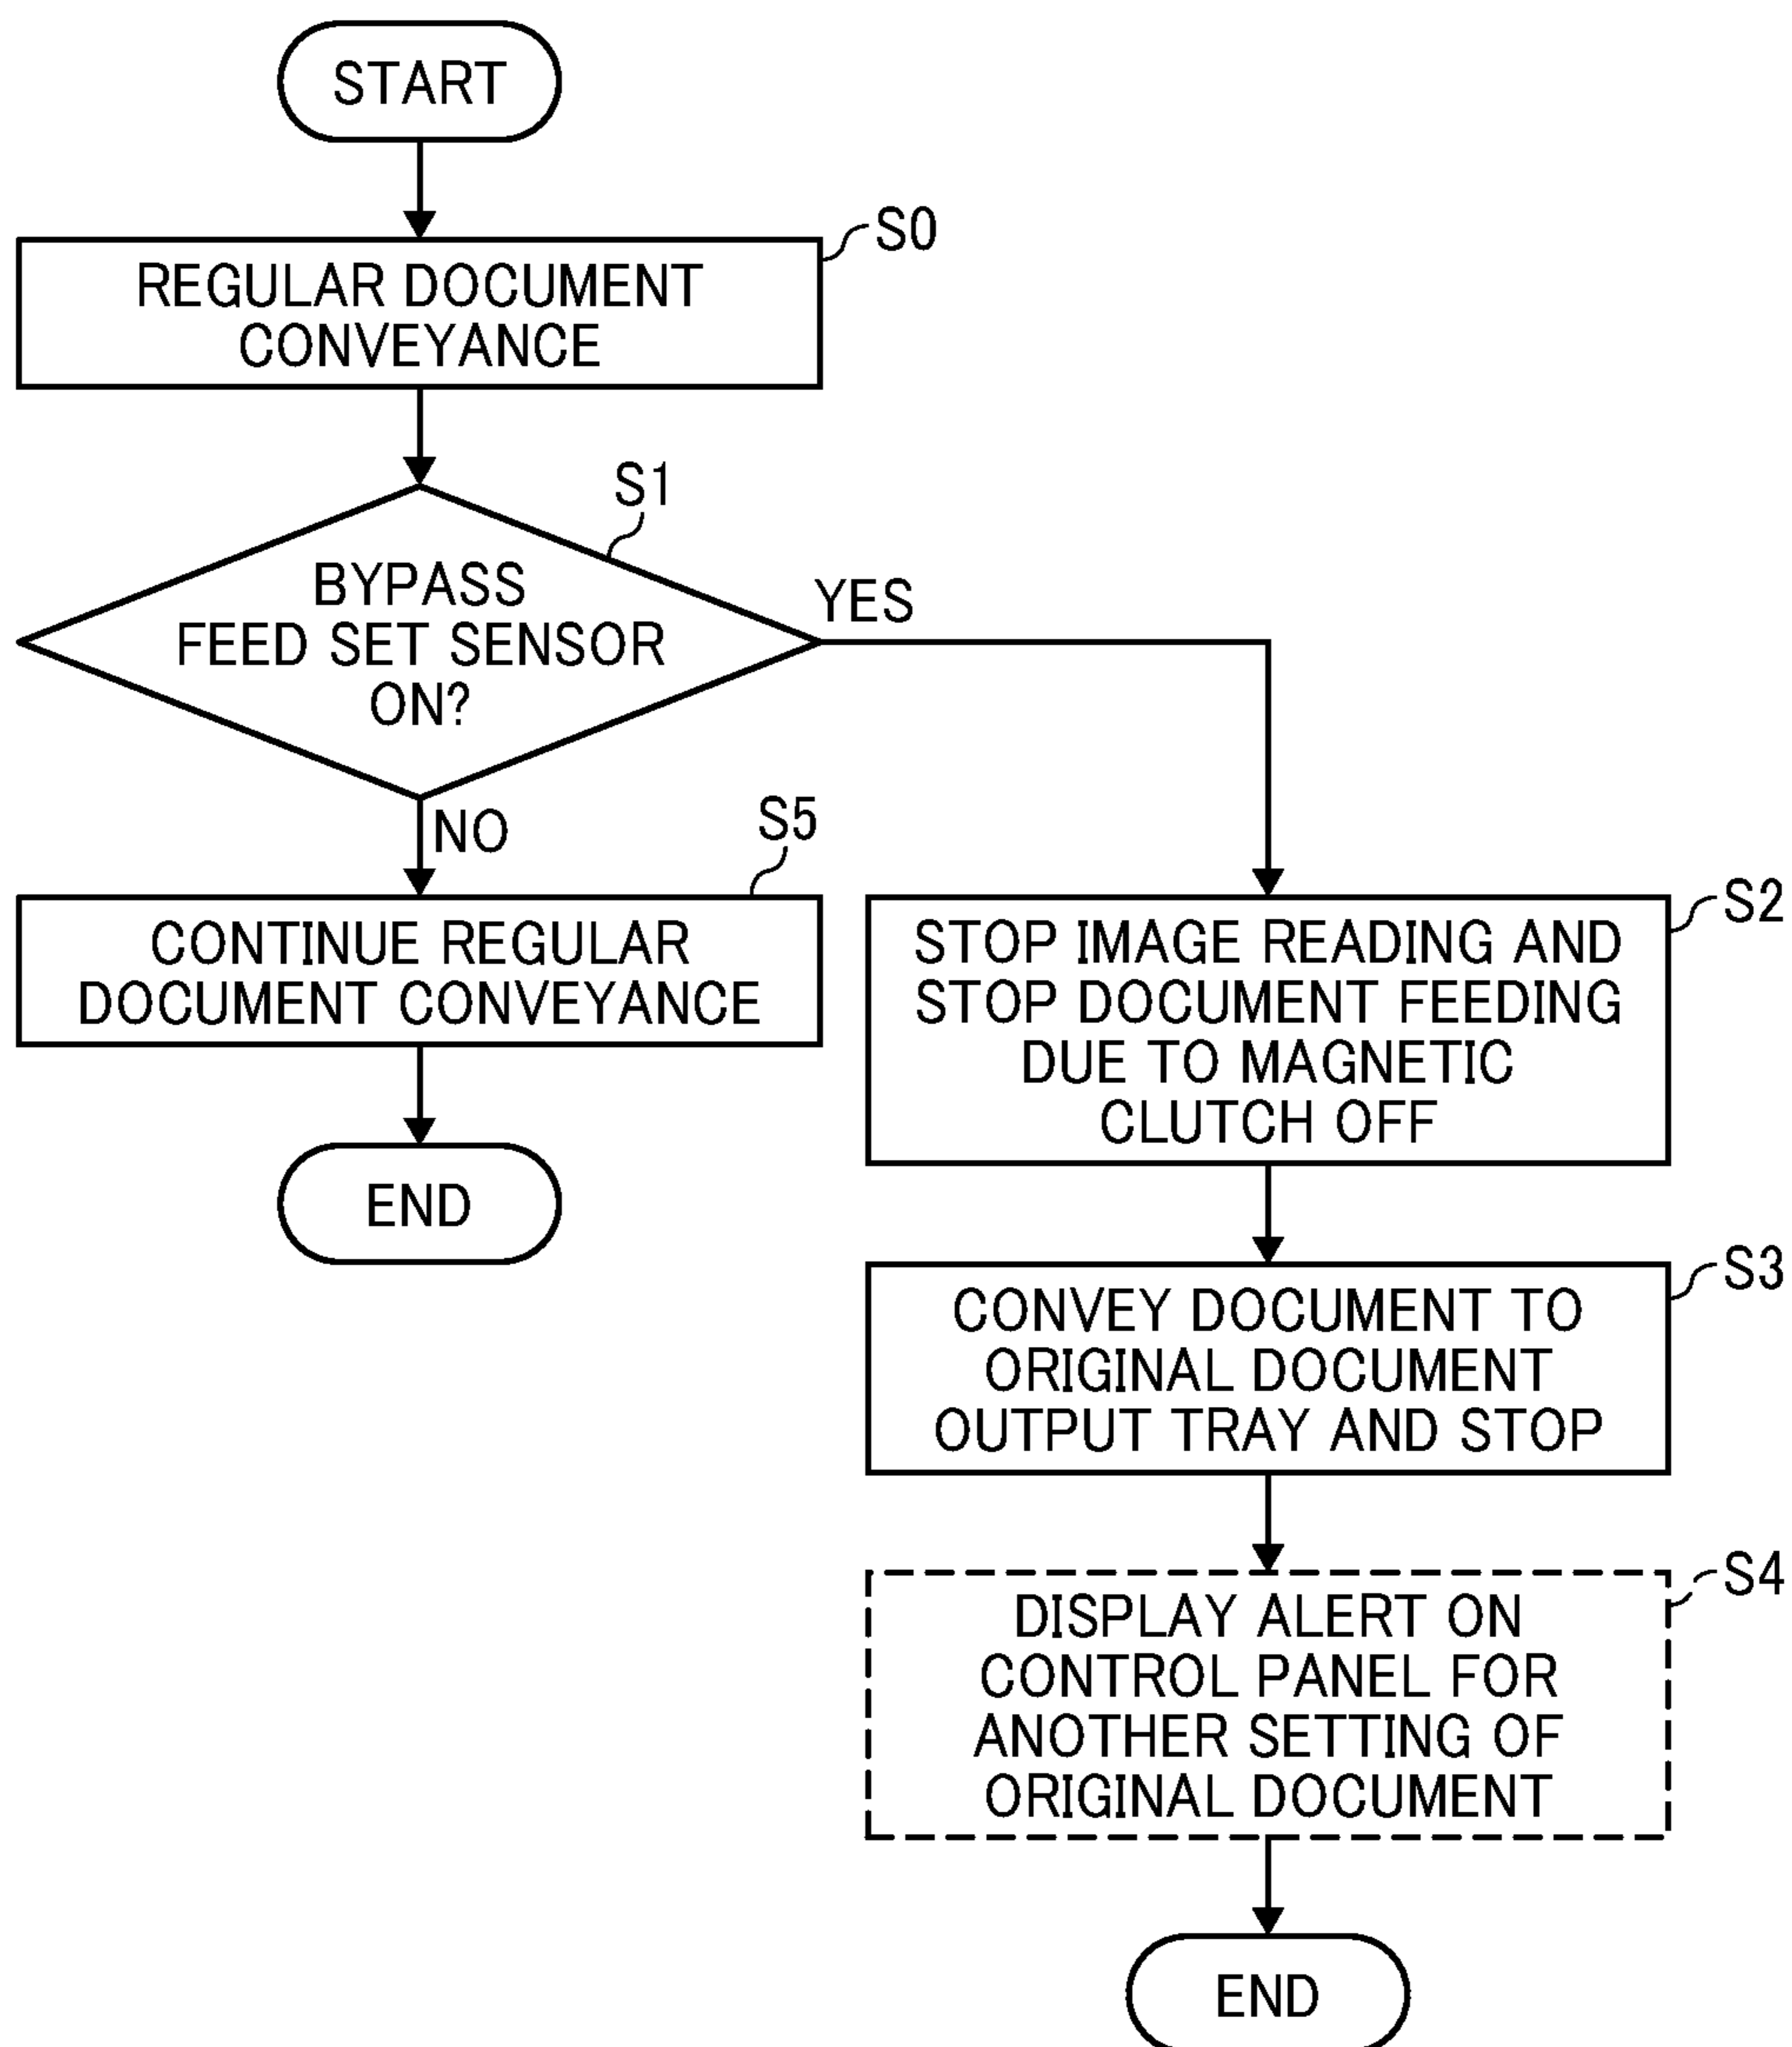 START
S0
REGULAR DOCUMENT
CONVEYANCE
S1
BYPASS
FEED SET SENSOR
ON?
YES
NO
S5
CONTINUE REGULAR
DOCUMENT CONVEYANCE
END
S2
STOP IMAGE READING AND
STOP DOCUMENT FEEDING
DUE TO MAGNETIC
CLUTCH OFF
S3
CONVEY DOCUMENT TO
ORIGINAL DOCUMENT
OUTPUT TRAY AND STOP
S4
DISPLAY ALERT ON
CONTROL PANEL FOR
ANOTHER SETTING OF
ORIGINAL DOCUMENT
END